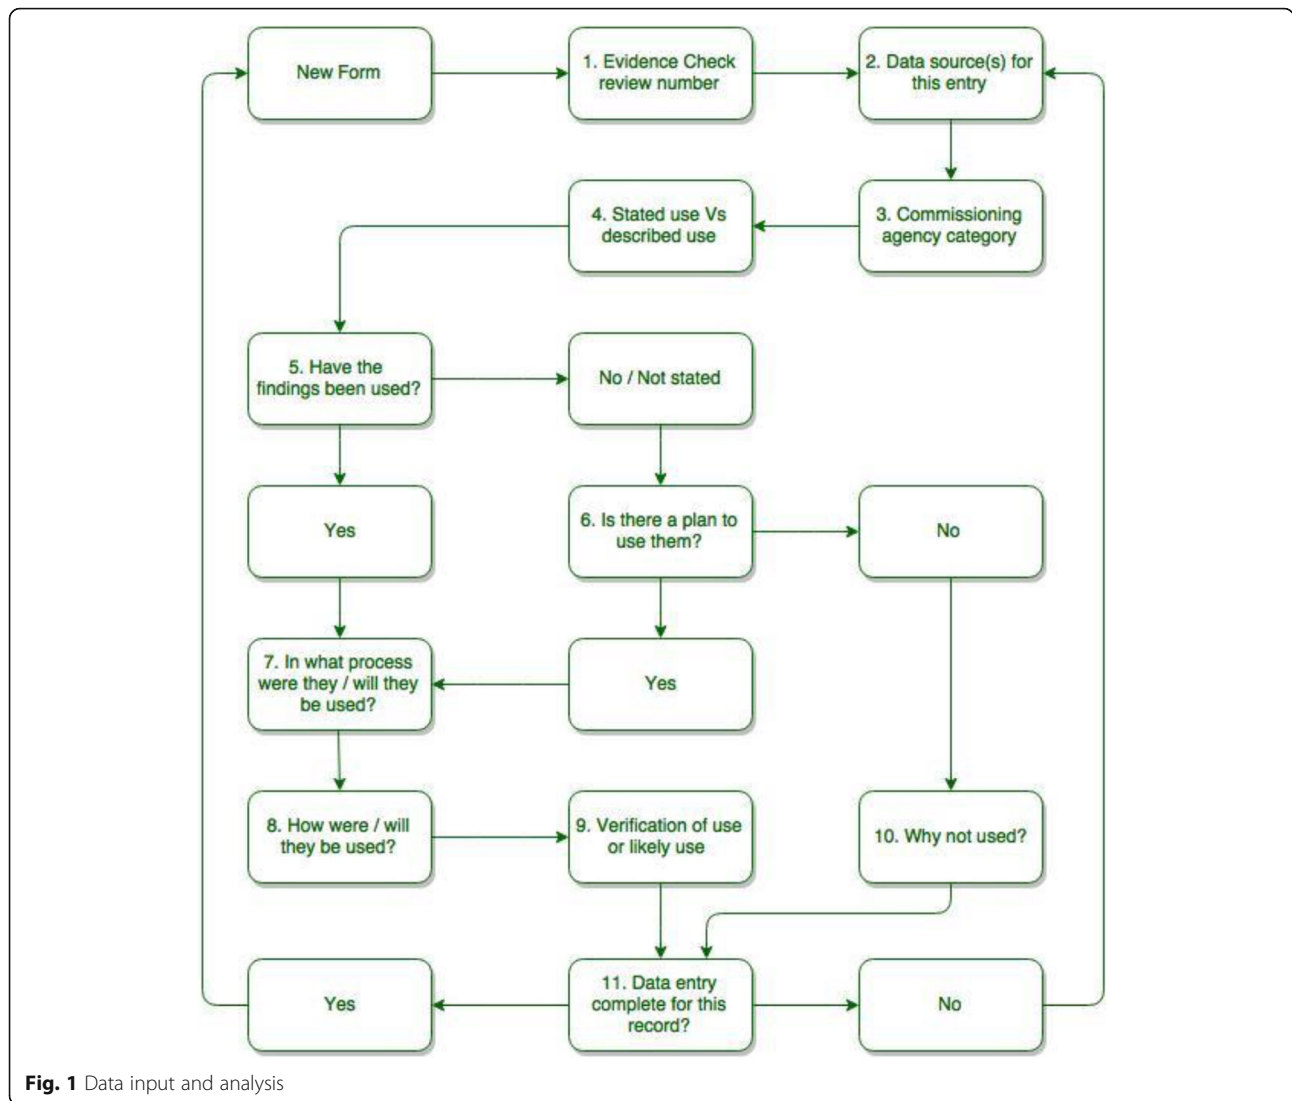 New Form
1. Evidence Check
review number
2. Data source(s) for
this entry
4. Stated use Vs
described use
3. Commissioning
agency category
5. Have the
findings been used?
No / Not stated
Yes
6. Is there a plan to
use them?
No
7. In what process
were they / will they
be used?
Yes
8. How were / will
they be used?
9. Verification of use
or likely use
10. Why not used?
Yes
11. Data entry
complete for this
record?
No
Fig. 1 Data input and analysis